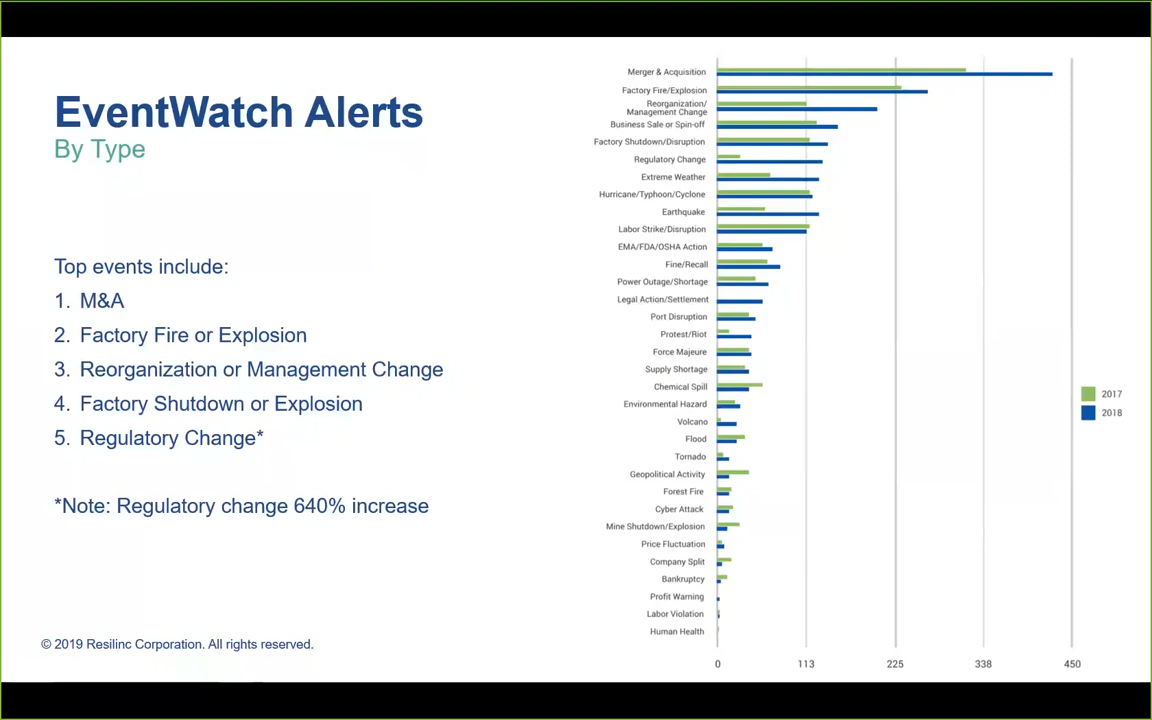 EventWatch Alerts
By Type
Top events include:
1. M&A
2. Factory Fire or Explosion
3. Reorganization or Management Change
4. Factory Shutdown or Explosion
5. Regulatory Change*
*Note: Regulatory change 640% increase
© 2019 Resilinc Corporation. All rights reserved.
Merger & Acquisition
Factory Fire/Explosion
Reorganization/
Management Change
Business Sale or Spin-off
Factory Shutdown/Disruption
Regulatory Change
Extreme Weather
Hurricane/Typhoon/Cyclone
Earthquake
Labor Strike/Disruption
EMA/FDA/OSHA Action
Fine/Recall
Power Outage/Shortage
Legal Action/Settlement
Port Disruption
Protest/Riot
Force Majeure
Supply Shortage
Chemical Spill
Environmental Hazard
Volcano
Flood
Tornado
Geopolitical Activity
Forest Fire
Cyber Attack
Mine Shutdown/Explosion
Price Fluctuation
Company Split
Bankruptcy
Profit Warning
Labor Violation
Human Health
0 113 225 338 450
2017
2018